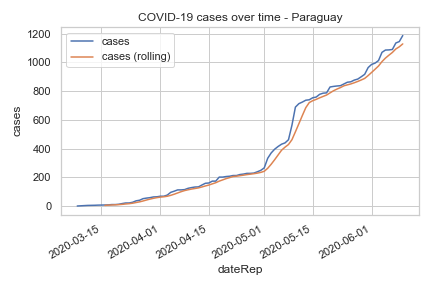 COVID-19 cases over time - Paraguay
cases
cases (rolling)
1200
1000
800
600
400
200
0
cases
2020-03-15
2020-04-01
2020-04-15
2020-05-01
2020-05-15
2020-06-01
dateRep